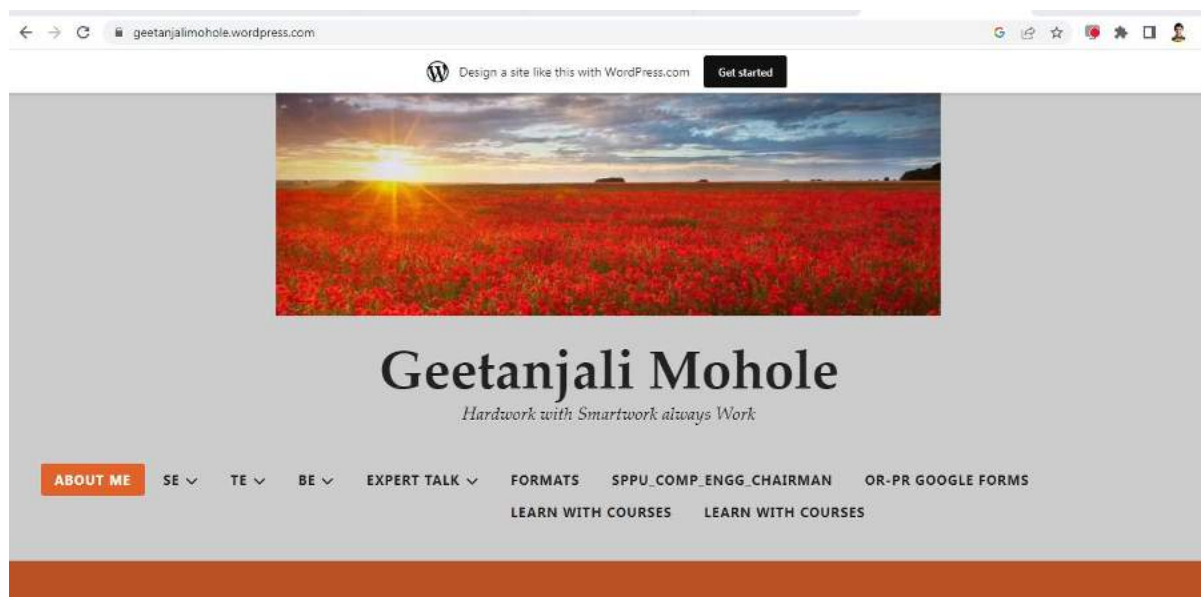 geetanjalimohole.wordpress.com
Design a site like this with WordPress.com Get started
Geetanjali Mohole
Hardwork with Smartwork always Work
ABOUT ME SE TE BE EXPERT TALK FORMATS SPPU_COMP_ENGG_CHAIRMAN OR-PR GOOGLE FORMS
LEARN WITH COURSES LEARN WITH COURSES